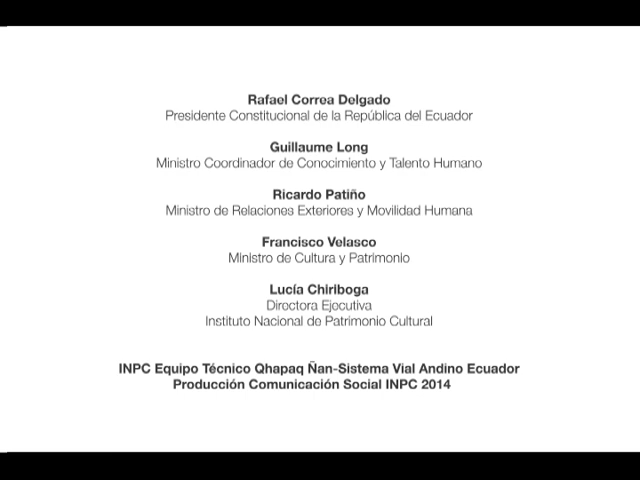 Rafael Correa Delgado
Presidente Constitucional de la República del Ecuador
Guillaume Long
Ministro Coordinador de Conocimiento y Talento Humano
Ricardo Patiño
Ministro de Relaciones Exteriores y Movilidad Humana
Francisco Velasco
Ministro de Cultura y Patrimonio
Lucía Chiriboga
Directora Ejecutiva
Instituto Nacional de Patrimonio Cultural
INPC Equipo Técnico Qhapaq Ñan-Sistema Vial Andino Ecuador
Producción Comunicación Social INPC 2014